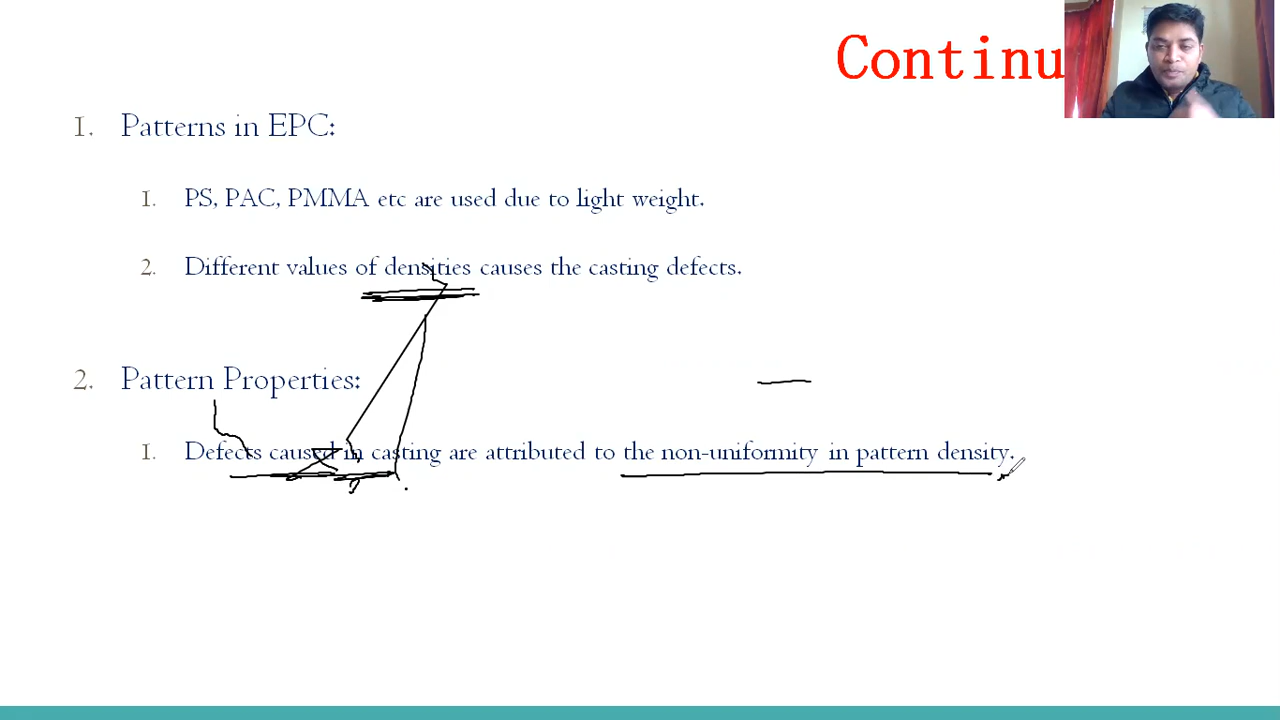 Continu
1. Patterns in EPC:
1. PS, PAC, PMMA etc are used due to light weight.
2. Different values of densities causes the casting defects.
2. Pattern Properties:
1. Defects caused in casting are attributed to the non-uniformity in pattern density.